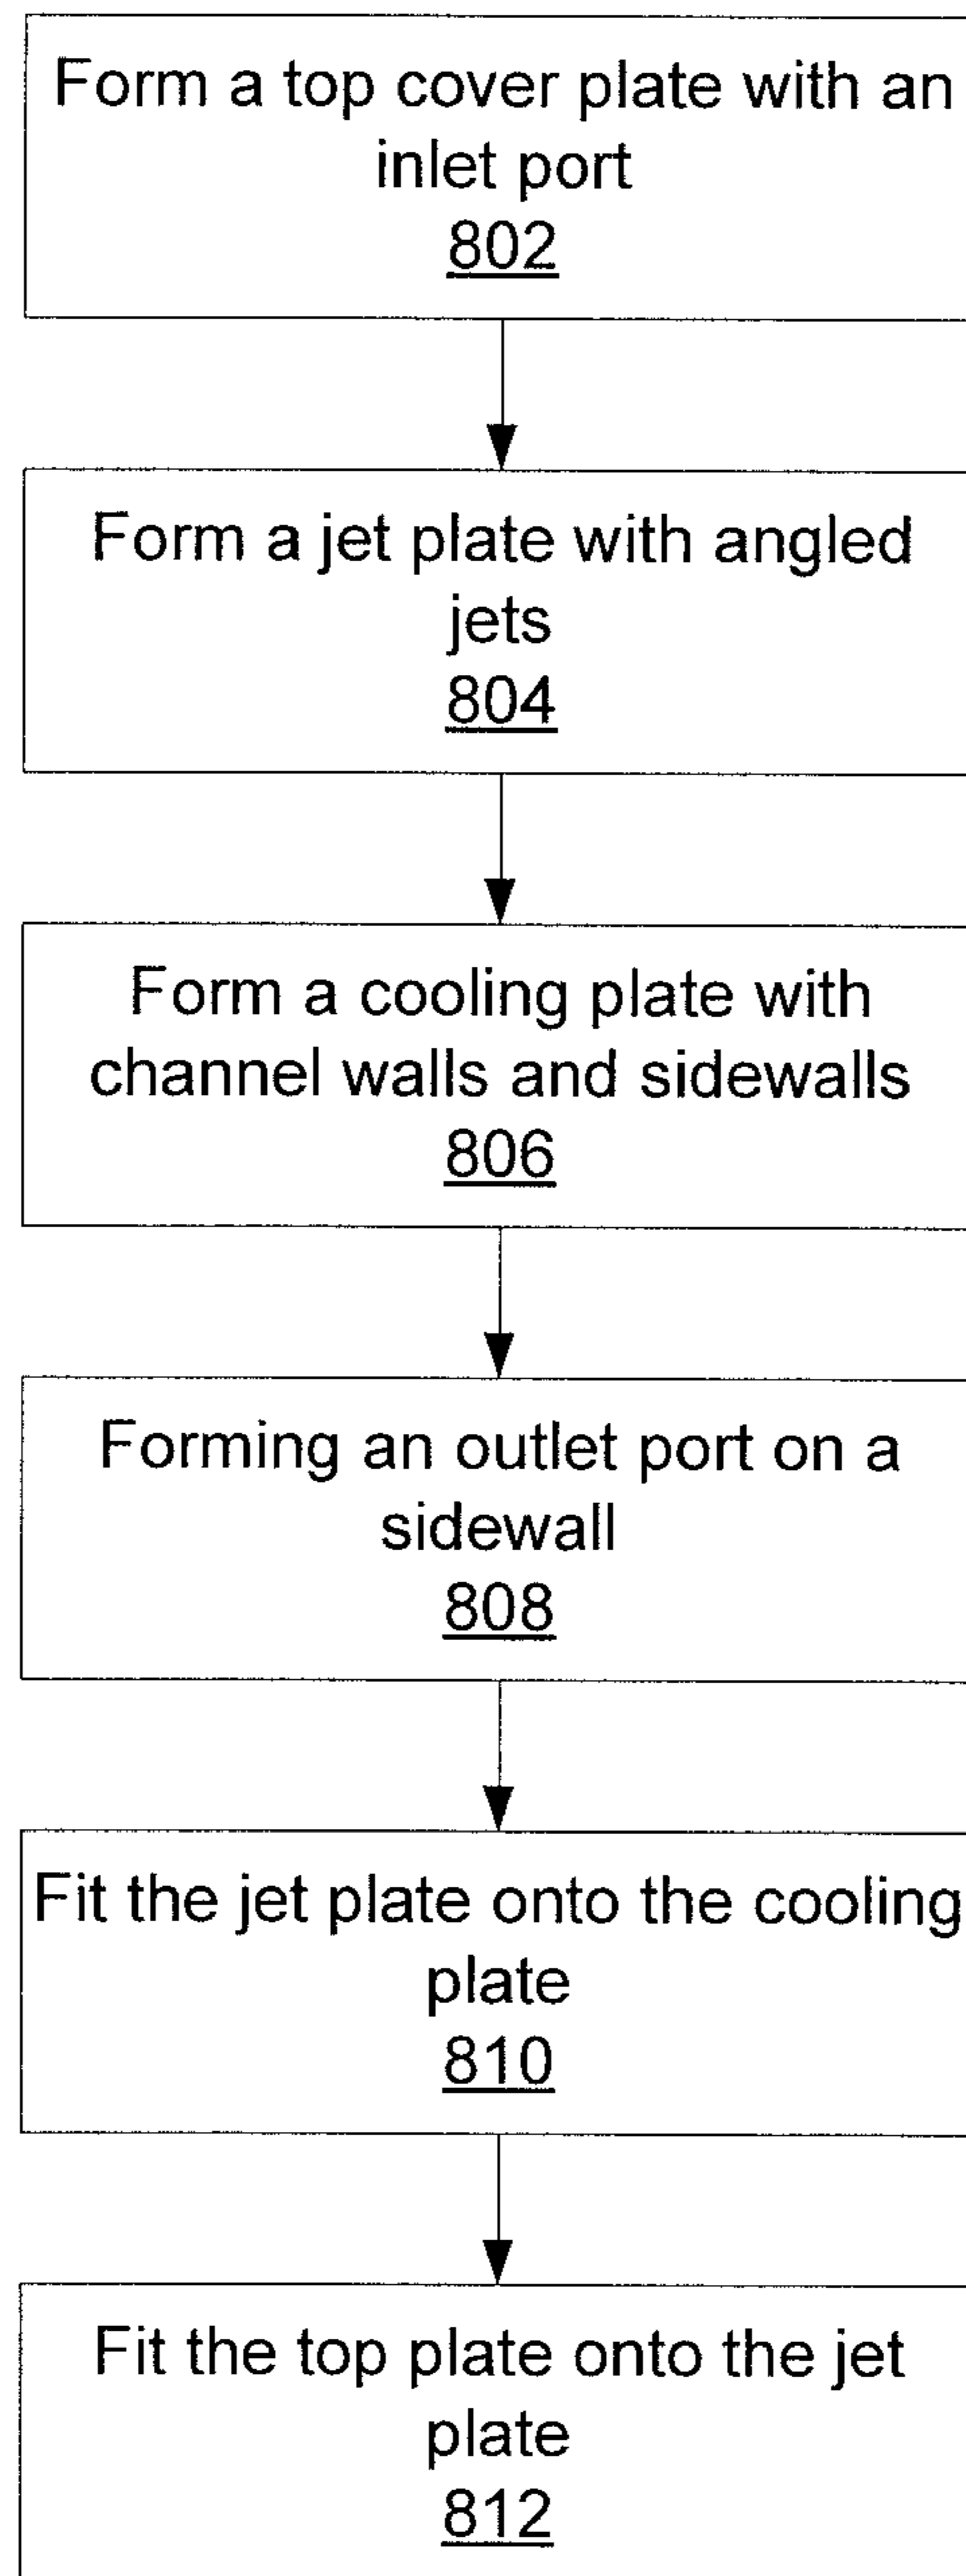 Form a top cover plate with an
inlet port
802
Form a jet plate with angled
jets
804
Form a cooling plate with
channel walls and sidewalls
806
Forming an outlet port on a
sidewall
808
Fit the jet plate onto the cooling
plate
810
Fit the top plate onto the jet
plate
812